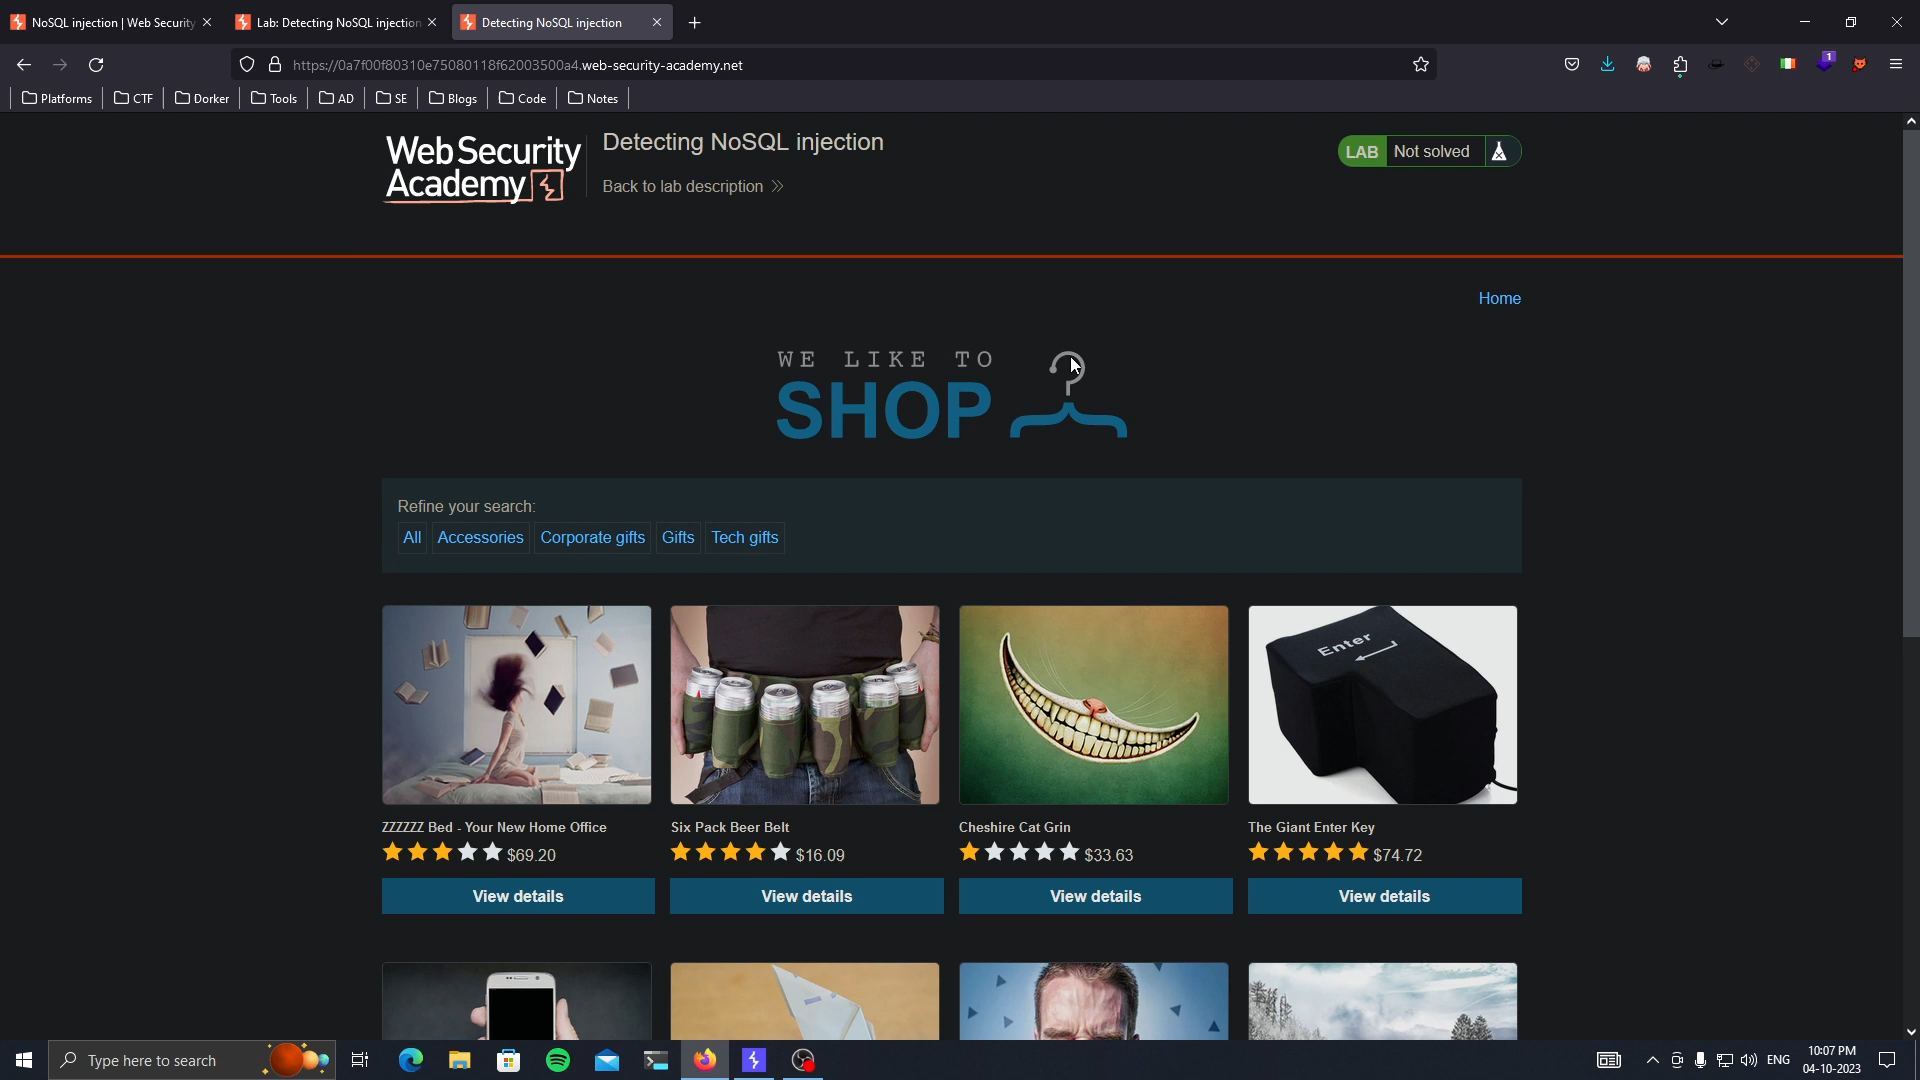 NoSQL injection | Web Security
Lab: Detecting NoSQL injection
Detecting NoSQL injection
https://0a7f00f80310e75080118f62003500a4.web-security-academy.net
1
Platforms
CTF
Dorker
Tools
AD
SE
Blogs
Code
Notes
WebSecurity
Academy
Detecting NoSQL injection
Back to lab description
LAB
Not solved
Home
WE LIKE TO
SHOP
Refine your search:
All
Accessories
Corporate gifts
Gifts
Tech gifts
Enter
ZZZZZZ Bed - Your New Home Office
Six Pack Beer Belt
Cheshire Cat Grin
The Giant Enter Key
$69.20
$16.09
$33.63
$74.72
View details
View details
View details
View details
Type here to search
ENG
10:07 PM
04-10-2023